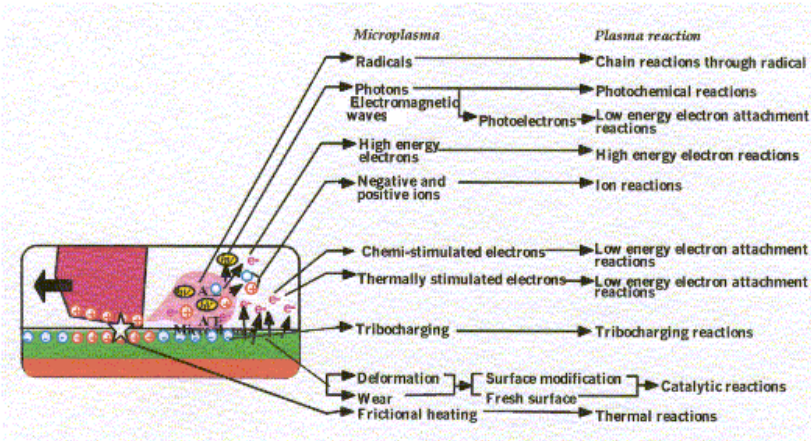 Microplasma Plasma reaction
Radicals Chain reactions through radical
Photons Photochemical reactions
Electromagnetic
waves
Photoelectrons Low energy electron attachment
reactions
High energy
electrons High energy electron reactions
Negative and
positive ions Ion reactions
Chemi-stimulated electrons Low energy electron attachment
reactions
Thermally stimulated electrons Low energy electron attachment
reactions
Tribocharging Tribocharging reactions
Deformation Surface modification
Catalytic reactions
Wear Fresh surface
Frictional heating Thermal reactions